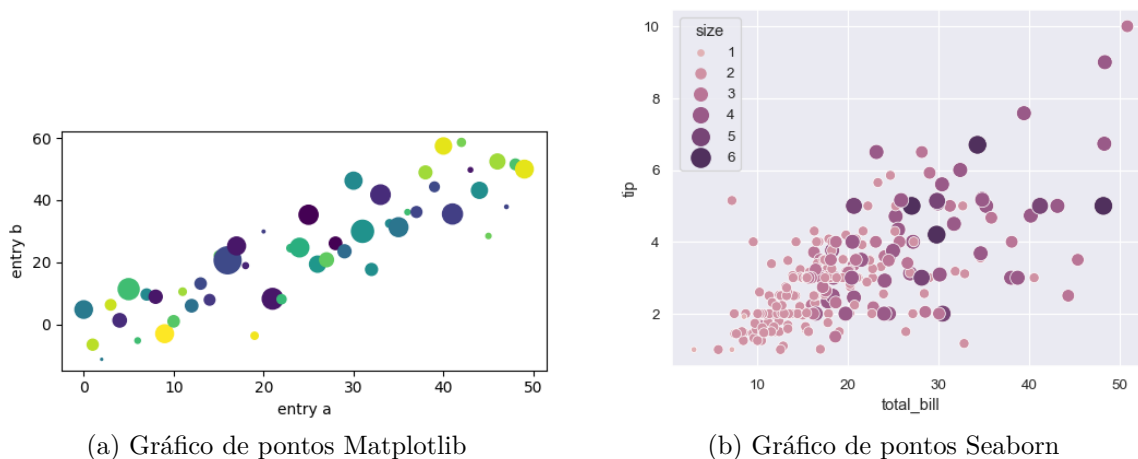 60
40
20
0
entry b
0 10 20 30 40 50
entry a
(a) Gráfico de pontos Matplotlib
size
1
2
3
4
5
6
10
8
6
4
2
tip
10 20 30 40 50
total_bill
(b) Gráfico de pontos Seaborn